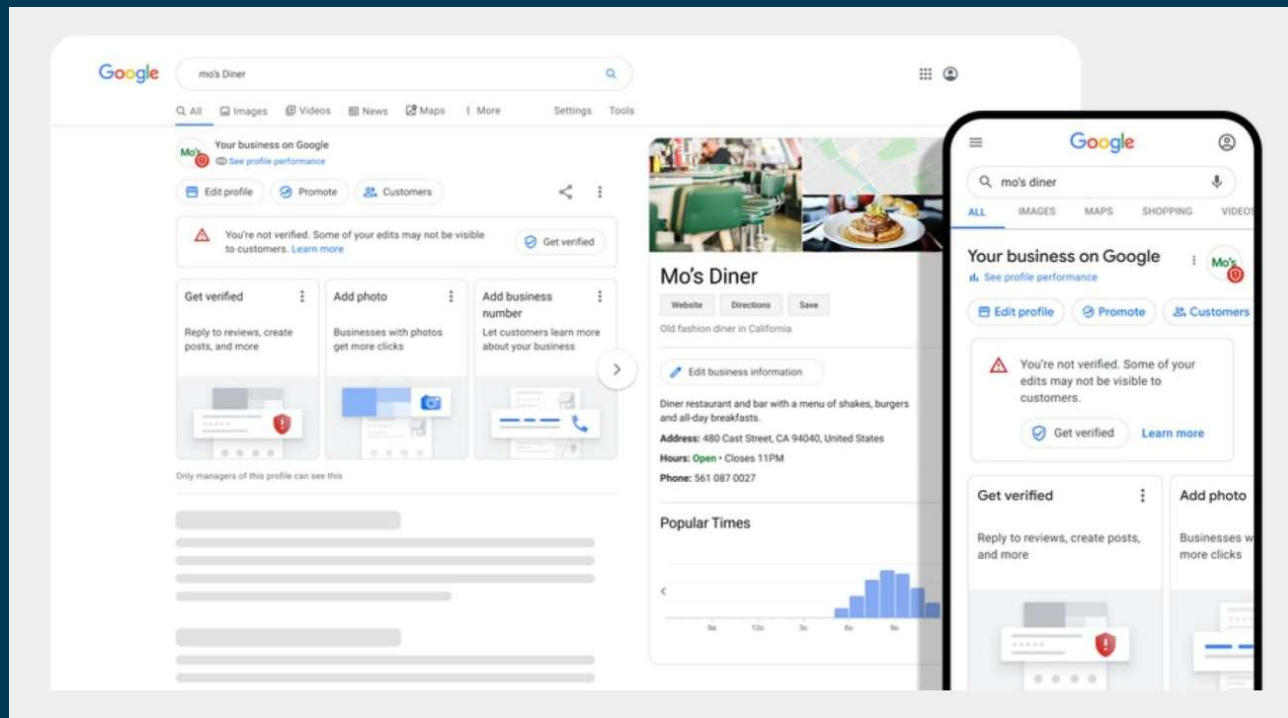 Google
mo's Diner
All Images Videos News Maps More Settings Tools
Mo's
Your business on Google
See profile performance
Edit profile Promote Customers
You're not verified. Some of your edits may not be visible
to customers. Learn more
Get verified
Get verified
Reply to reviews, create
posts, and more
Add photo
Businesses with photos
get more clicks
Add business
number
Let customers learn more
about your business
Only managers of this profile can see this
Mo's Diner
Website Directions Save
Old fashion diner in California
Edit business information
Diner restaurant and bar with a menu of shakes, burgers
and all-day breakfasts.
Address: 480 Cast Street, CA 94040, United States
Hours: Open • Closes 11PM
Phone: 561 087 0027
Popular Times
Google
mo's diner
ALL IMAGES MAPS SHOPPING VIDEOS
Your business on Google
Mo's
See profile performance
Edit profile Promote Customers
You're not verified. Some of your
edits may not be visible to
customers.
Get verified Learn more
Get verified
Reply to reviews, create posts,
and more
Add photo
Businesses w
more clicks